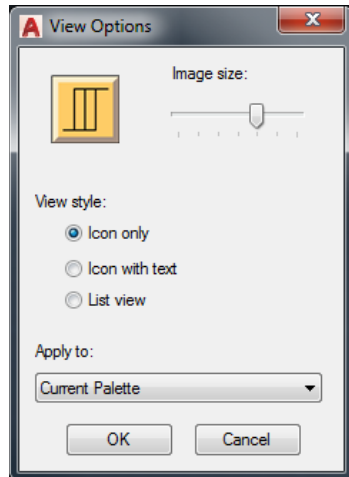 View Options
Image size:
View style:
Icon only
Icon with text
List view
Apply to:
Current Palette
OK
Cancel